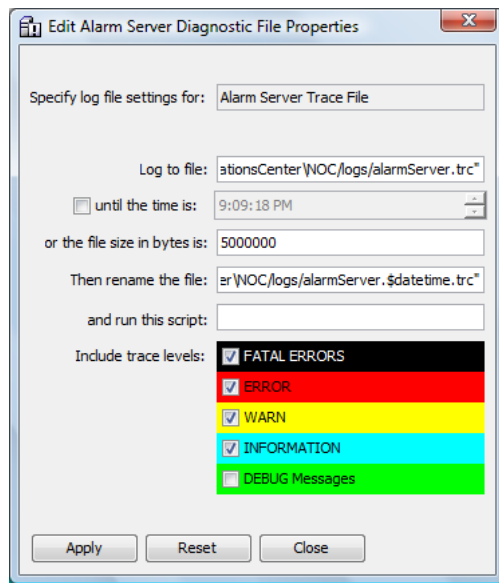 Edit Alarm Server Diagnostic File Properties
Specify log file settings for: Alarm Server Trace File
Log to file: ationsCenter\NOC/logs/alarmServer.trc"
until the time is: 9:09:18 PM
or the file size in bytes is: 5000000
Then rename the file: er\NOC/logs/alarmServer.$datetime.trc"
and run this script:
Include trace levels: FATAL ERRORS
ERROR
WARN
INFORMATION
DEBUG Messages
Apply Reset Close